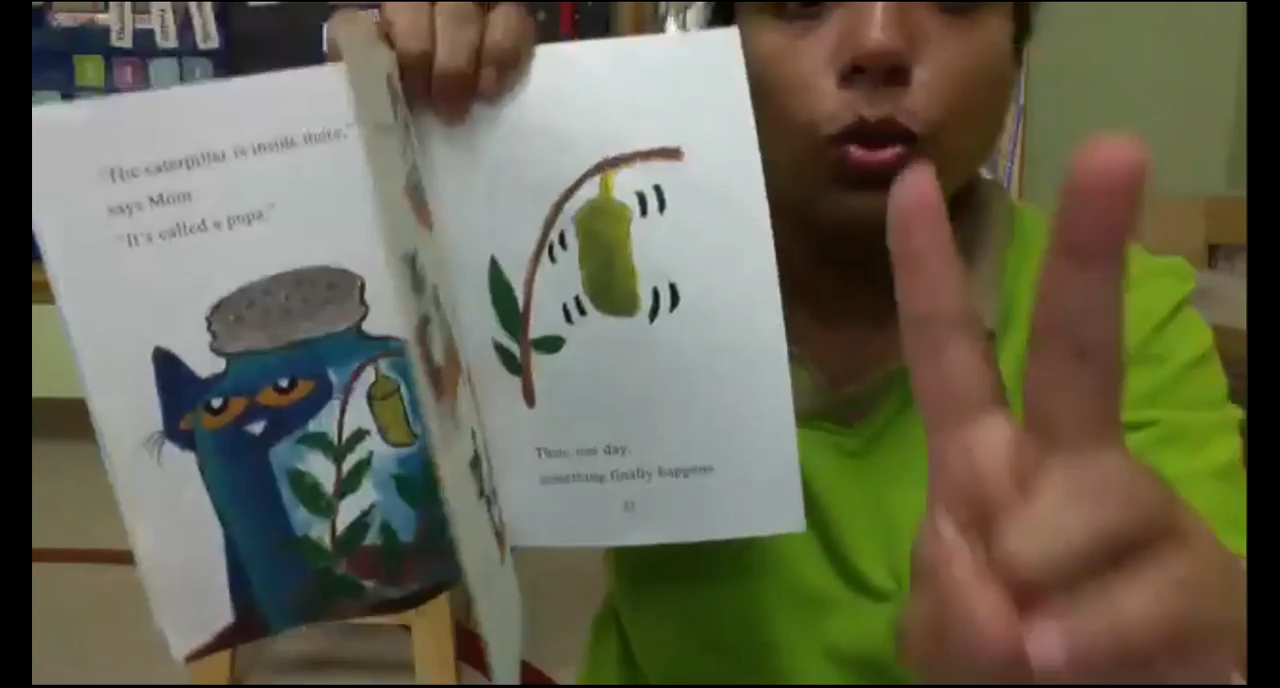 "The caterpillar is inside there,"
says Mom
"It's called a pupa."
Then, one day,
something finally happens